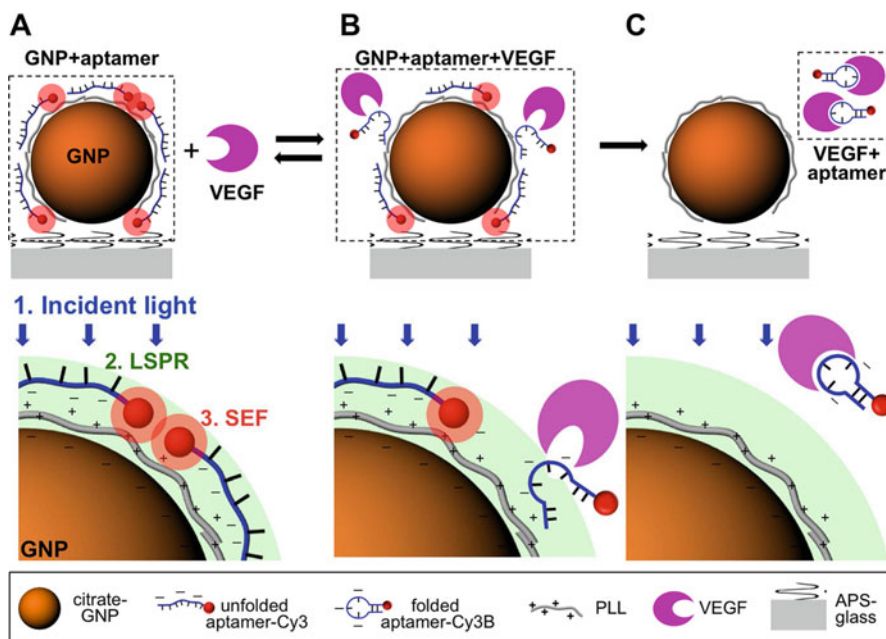 A
B
C
GNP+aptamer
GNP+aptamer+VEGF
GNP
+
VEGF
VEGF+
aptamer
1. Incident light
2. LSPR
3. SEF
GNP
citrate-
GNP
unfolded
aptamer-Cy3
folded
aptamer-Cy3B
PLL
VEGF
APS-
glass